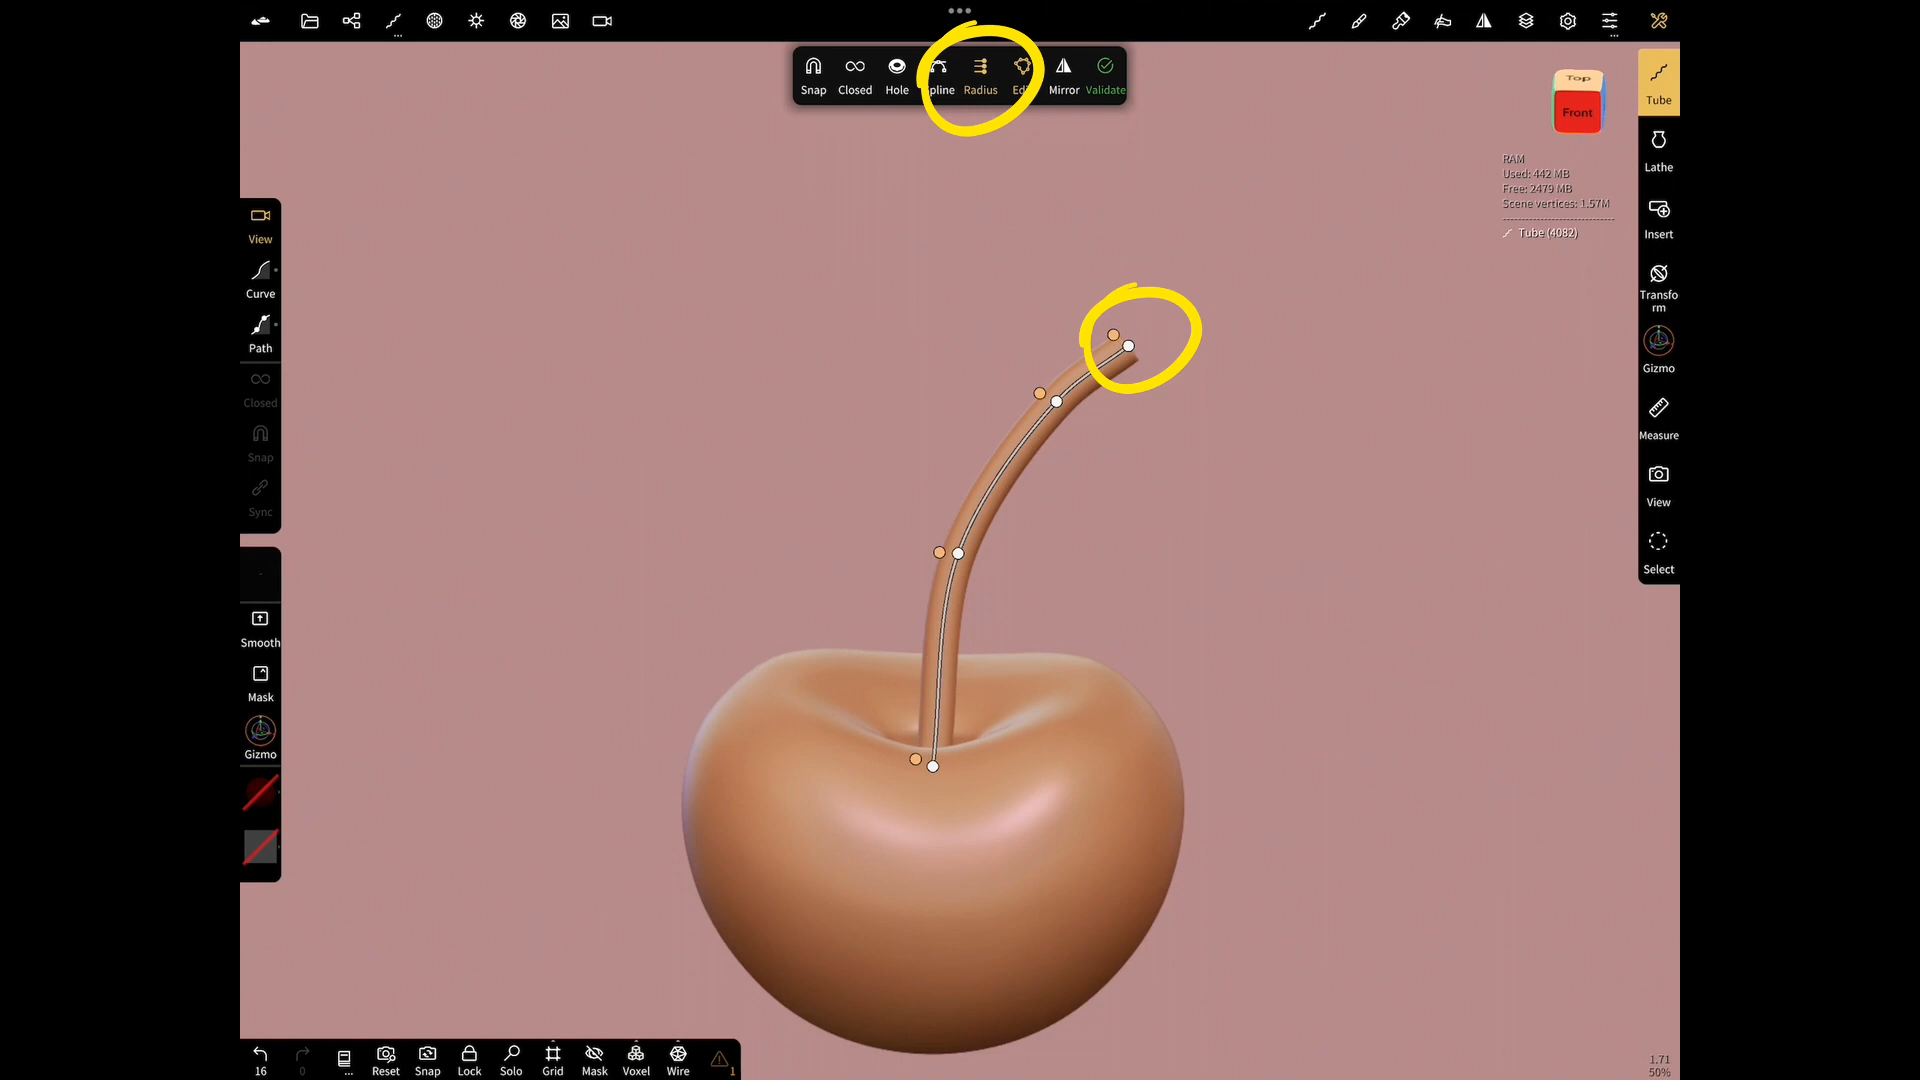 Snap Closed Hole Spline Radius Edit Mirror Validate
Top
Front
RAM
Used: 442 MB
Free: 2479 MB
Scene vertices: 1.57M
Tube (4082)
View
Curve
Path
Closed
Snap
Sync
Smooth
Mask
Gizmo
Tube
Lathe
Insert
Transfo
rm
Gizmo
Measure
View
Select
16 0 ... Reset Snap Lock Solo Grid Mask Voxel Wire 1
1.71
50%